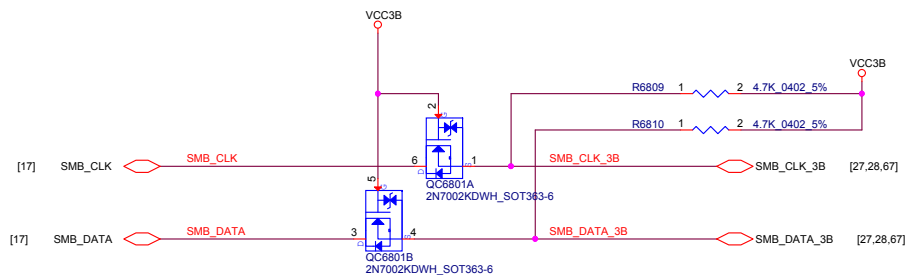 VCC3B
VCC3B
R6809 1 2 4.7K_0402_5%
2 G
R6810 1 2 4.7K_0402_5%
[17] SMB_CLK SMB_CLK 6 D S 1 SMB_CLK_3B SMB_CLK_3B [27,28,67]
5 G
QC6801A
2N7002KDWH_SOT363-6
[17] SMB_DATA SMB_DATA 3 D S 4 SMB_DATA_3B SMB_DATA_3B [27,28,67]
QC6801B
2N7002KDWH_SOT363-6